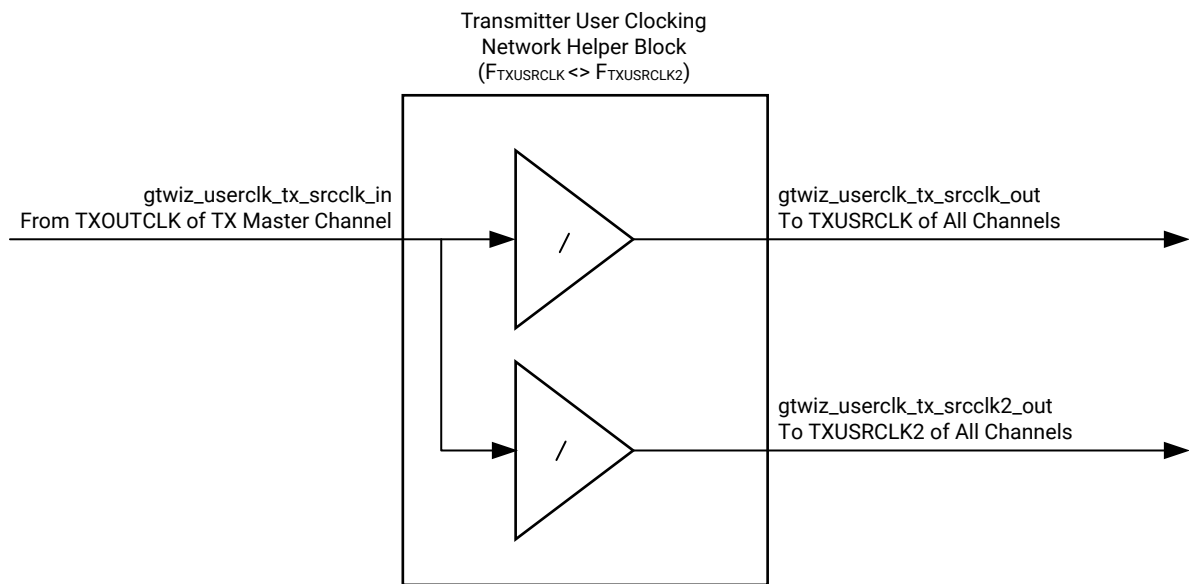 Transmitter User Clocking
Network Helper Block
(FTXUSRCLK <> FTXUSRCLK2)
gtwiz_userclk_tx_srcclk_in
From TXOUTCLK of TX Master Channel
gtwiz_userclk_tx_srcclk_out
To TXUSRCLK of All Channels
/
gtwiz_userclk_tx_srcclk2_out
To TXUSRCLK2 of All Channels
/